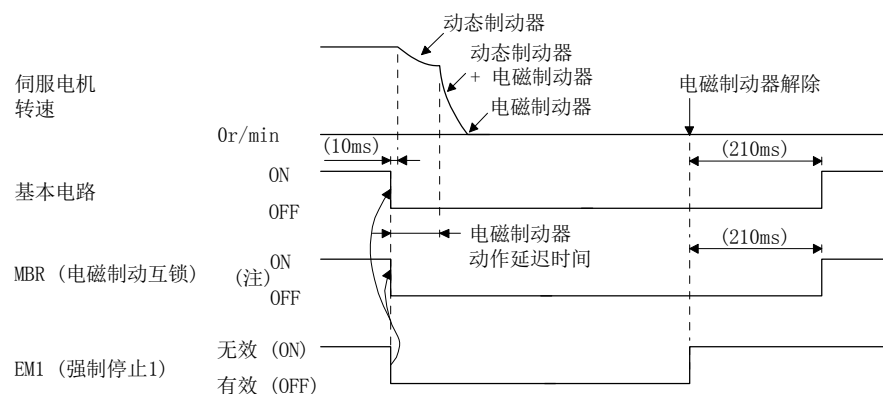 动态制动器
动态制动器
+ 电磁制动器
电磁制动器
电磁制动器解除
伺服电机
转速
0r/min
(10ms)
(210ms)
基本电路
ON
OFF
电磁制动器
动作延迟时间
(210ms)
MBR (电磁制动互锁)
(注)
ON
OFF
EM1 (强制停止1)
无效 (ON)
有效 (OFF)